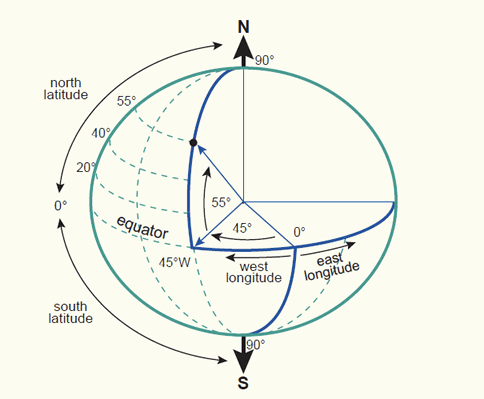 N
90°
north
latitude
55°
40°
20°
0°
55°
45°
0°
equator
45°W
west
longitude
east
longitude
south
latitude
90°
S